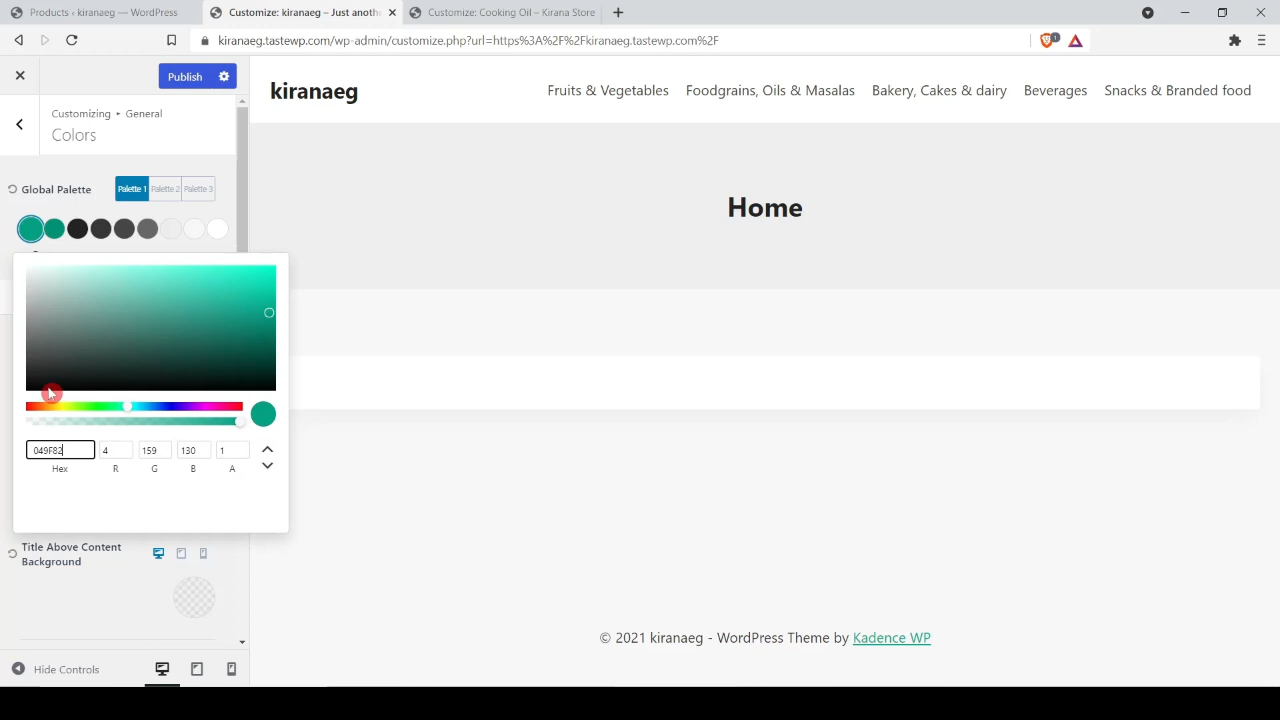 Products ‹ kiranaeg — WordPress
Customize: kiranaeg – Just anoth
Customize: Cooking Oil – Kirana Store
kiranaeg.tastewp.com/wp-admin/customize.php?url=https%3A%2F%2Fkiranaeg.tastewp.com%2F
1
Publish
Customizing ▸ General
Colors
Global Palette
Palette 1
Palette 2
Palette 3
049F82
4
159
130
1
Hex
R
G
B
A
Title Above Content
Background
Hide Controls
kiranaeg
Fruits & Vegetables
Foodgrains, Oils & Masalas
Bakery, Cakes & dairy
Beverages
Snacks & Branded food
Home
© 2021 kiranaeg - WordPress Theme by Kadence WP